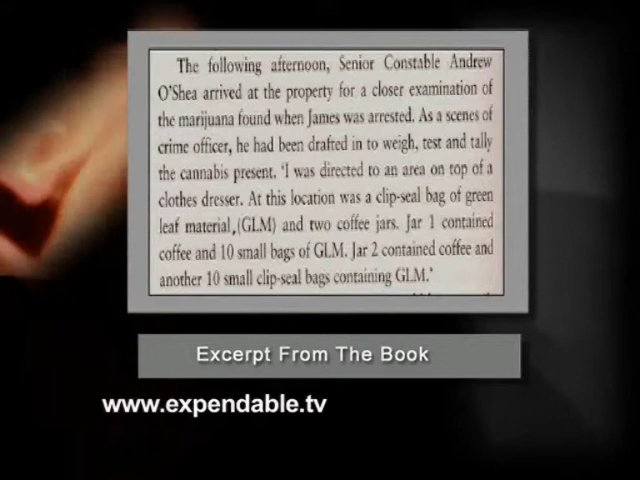 The following afternoon, Senior Constable Andrew
O'Shea arrived at the property for a closer examination of
the marijuana found when James was arrested. As a scenes of
crime officer, he had been drafted in to weigh, test and tally
the cannabis present. 'I was directed to an area on top of a
clothes dresser. At this location was a clip-seal bag of green
leaf material,(GLM) and two coffee jars. Jar 1 contained
coffee and 10 small bags of GLM. Jar 2 contained coffee and
another 10 small clip-seal bags containing GLM.'
Excerpt From The Book
www.expendable.tv